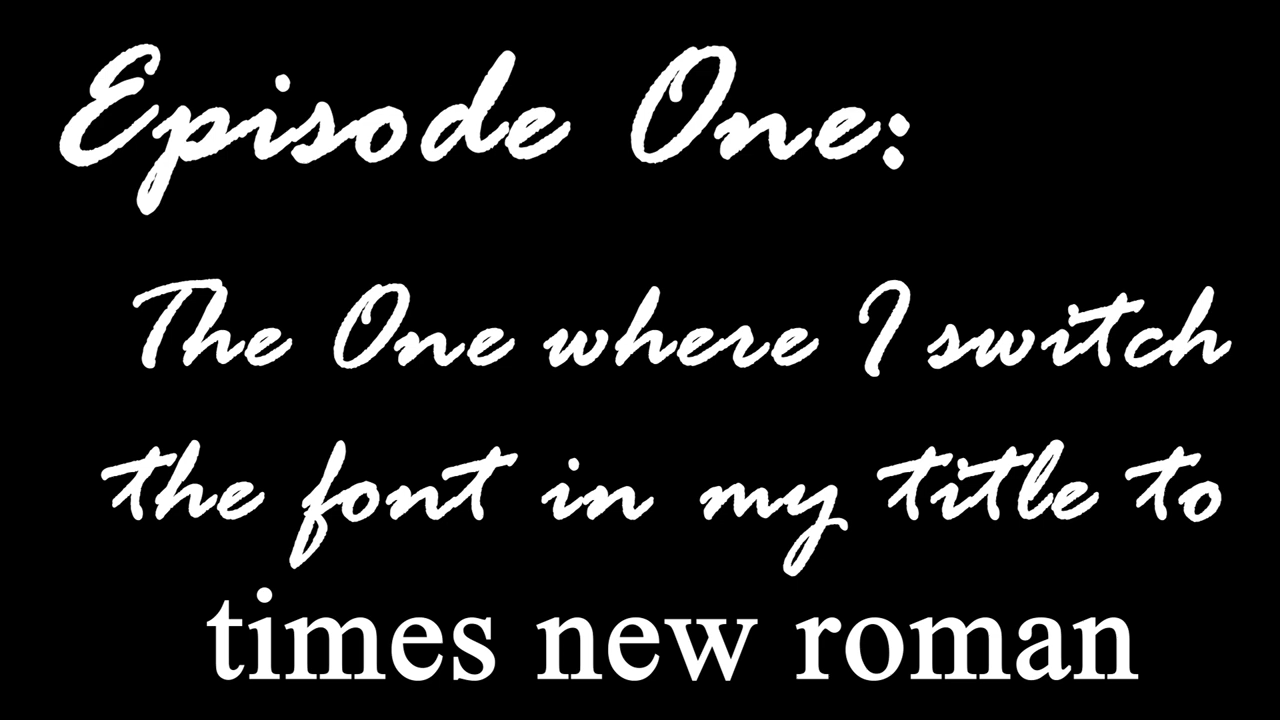 Episode One:
The One where I switch
the font in my title to
times new roman